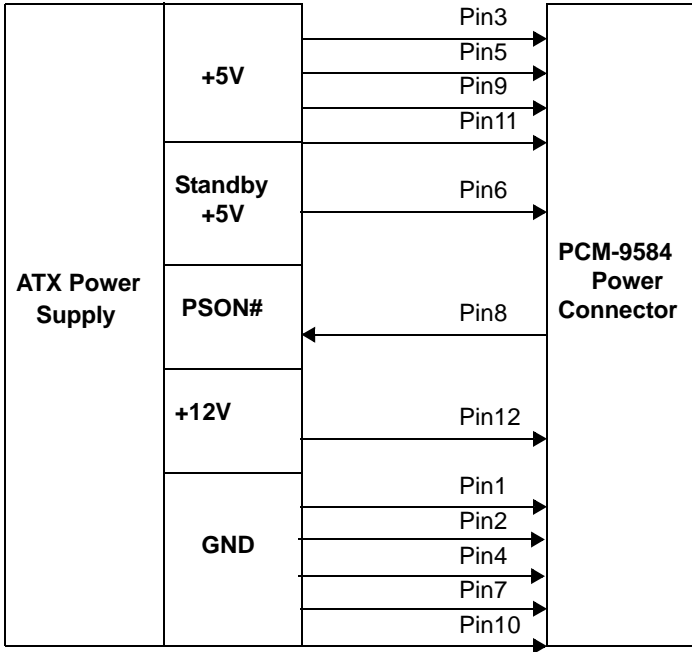 ATX Power
Supply
+5V
Standby
+5V
PSON#
+12V
GND
Pin3
Pin5
Pin9
Pin11
Pin6
Pin8
Pin12
Pin1
Pin2
Pin4
Pin7
Pin10
PCM-9584
Power
Connector